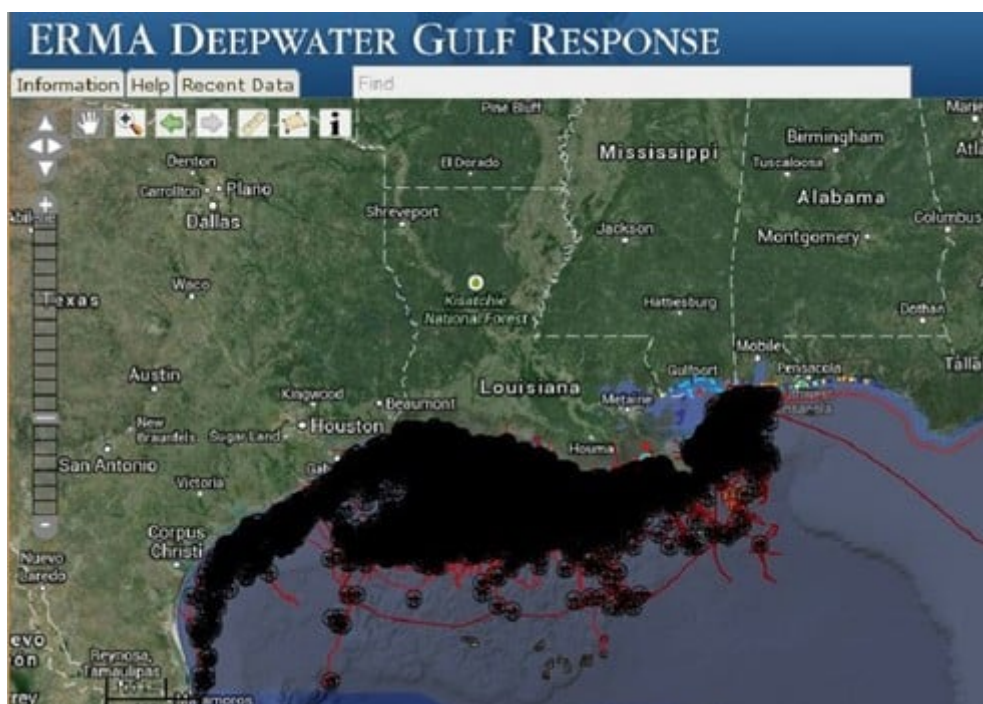 ERMA DEEPWATER GULF RESPONSE
Information Help Recent Data Find
Pine Bluff
Birmingham
Denton
El Dorado
Mississippi
Tuscaloosa
Carrollton Plano
Alabama
Dallas
Shreveport
Columbus
Jackson
Montgomery
Waco
Texas
Kisatchie
National Forest
Hattiesburg
Dothan
Mobile
Austin
Gulfport
Pensacola
Louisiana
Kingwood
Metairie
Beaumont
New
Braunfels
Sugar Land
Houston
Houma
San Antonio
Victoria
Corpus
Christi
Nuevo
Laredo
Reynosa,
Tamaulipas